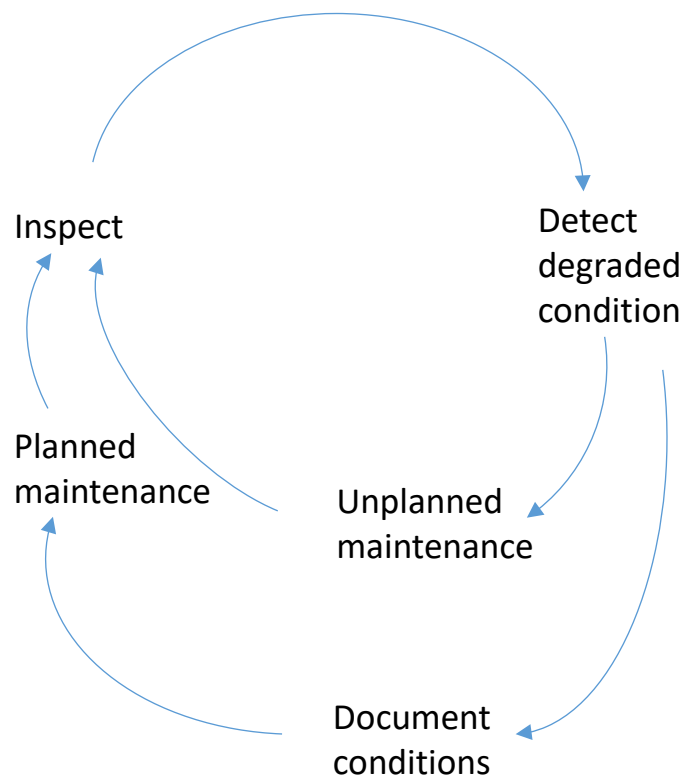 Inspect
Detect
degraded
condition
Planned
maintenance
Unplanned
maintenance
Document
conditions